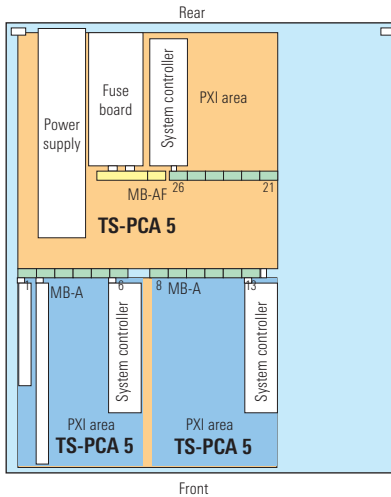 Rear
Power
supply
Fuse
board
System controller
PXI area
MB-AF
26
21
TS-PCA 5
1
MB-A
6
8
MB-A
13
System controller
System controller
PXI area
TS-PCA 5
PXI area
TS-PCA 5
Front